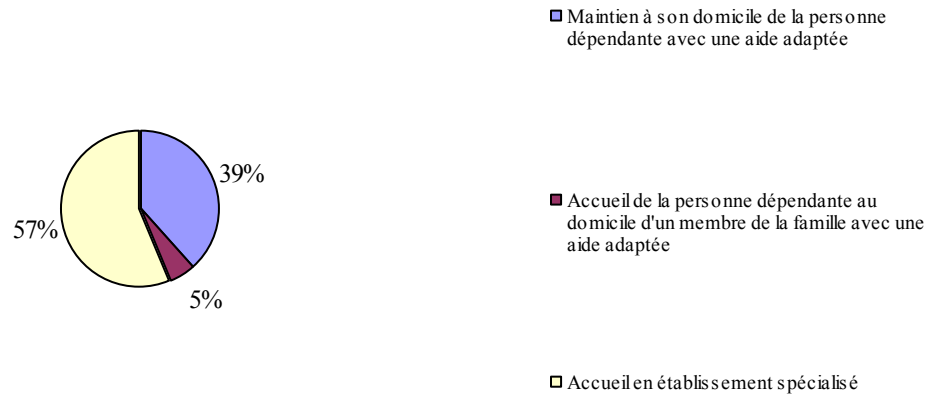 Maintien à son domicile de la personne
dépendante avec une aide adaptée
39%
57%
5%
Accueil de la personne dépendante au
domicile d'un membre de la famille avec une
aide adaptée
Accueil en établissement spécialisé